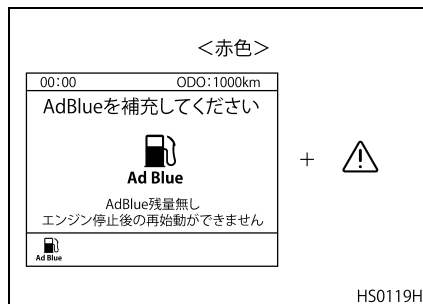 ＜赤色＞
00:00 ODO:1000km
AdBlueを補充してください
Ad Blue
AdBlue残量無し
エンジン停止後の再始動ができません
Ad Blue
+
HS0119H